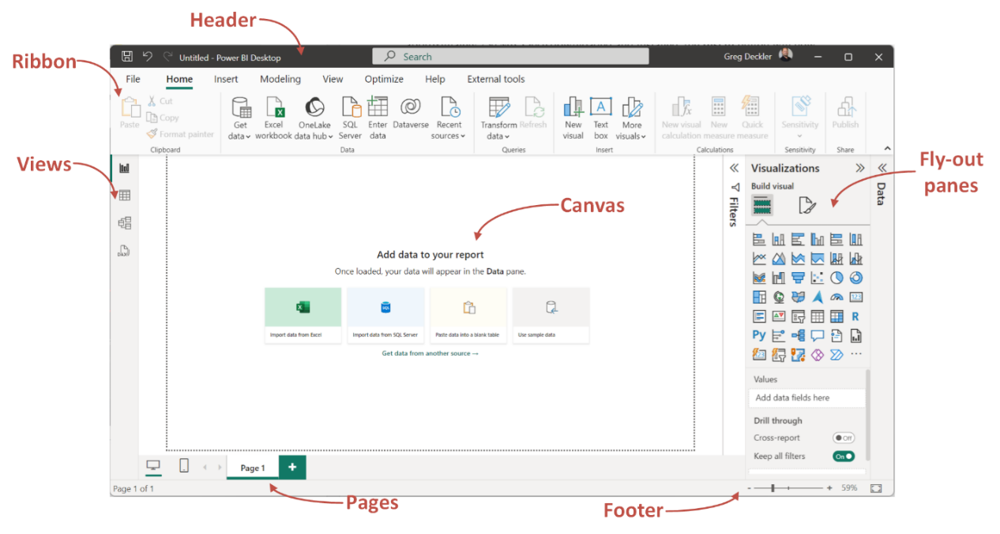 Header
Ribbon
Untitled - Power BI Desktop
Search
Greg Deckler
File Home Insert Modeling View Optimize Help External tools
Paste
Cut
Copy
Format painter
Clipboard
Get
data
Excel
workbook
OneLake
data hub
SQL
Server
Enter
data
Dataverse
Recent
sources
Data
Transform
data
Refresh
Queries
New
visual
Text
box
More
visuals
Insert
New visual
calculation
New
measure
Quick
measure
Calculations
Sensitivity
Sensitivity
Publish
Share
Views
DAX
Canvas
Add data to your report
Once loaded, your data will appear in the Data pane.
Import data from Excel
Import data from SQL Server
Paste data into a blank table
Use sample data
Get data from another source →
Filters
Visualizations
Build visual
Data
Fly-out
panes
123
R
Py
Values
Add data fields here
Drill through
Cross-report
Off
Keep all filters
On
Page 1
+
Page 1 of 1
- + 59%
Pages
Footer